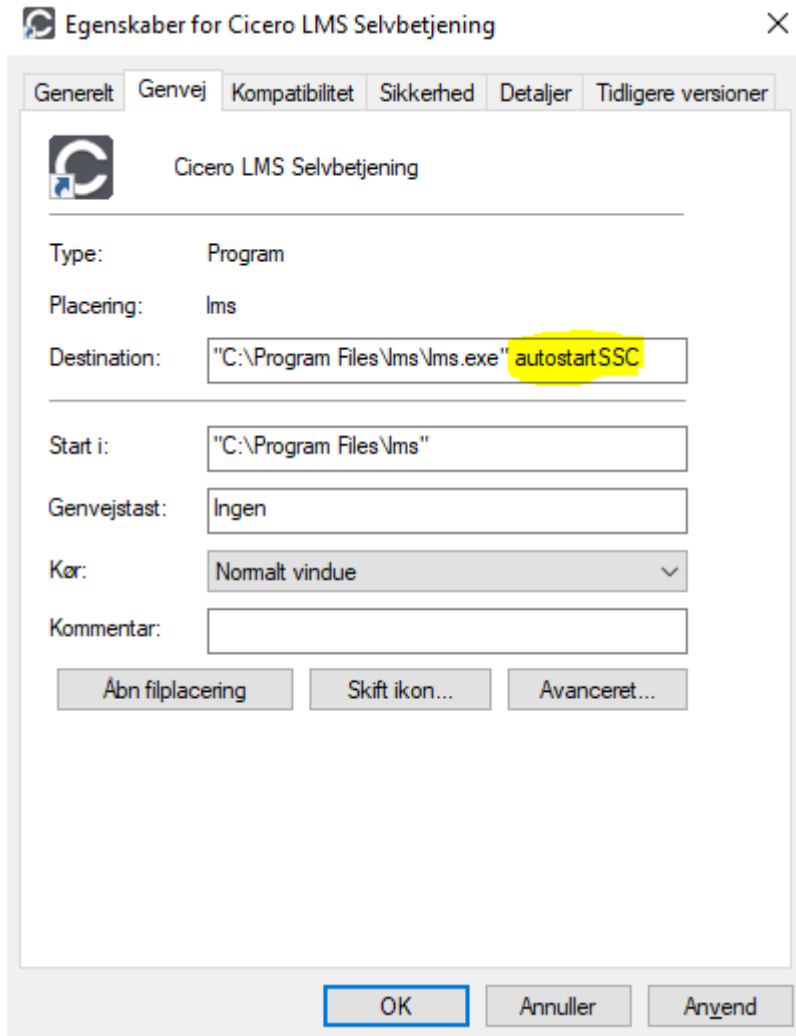 Egenskaber for Cicero LMS Selvbetjening
Generelt Genvej Kompatibilitet Sikkerhed Detaljer Tidligere versioner
Cicero LMS Selvbetjening
Type: Program
Placering: lms
Destination: "C:\Program Files\lms\lms.exe" autostartSSC
Start i: "C:\Program Files\lms"
Genvejstast: Ingen
Kør: Normalt vindue
Kommentar:
Åbn filplacering Skift ikon... Avanceret...
OK Annuller Anvend